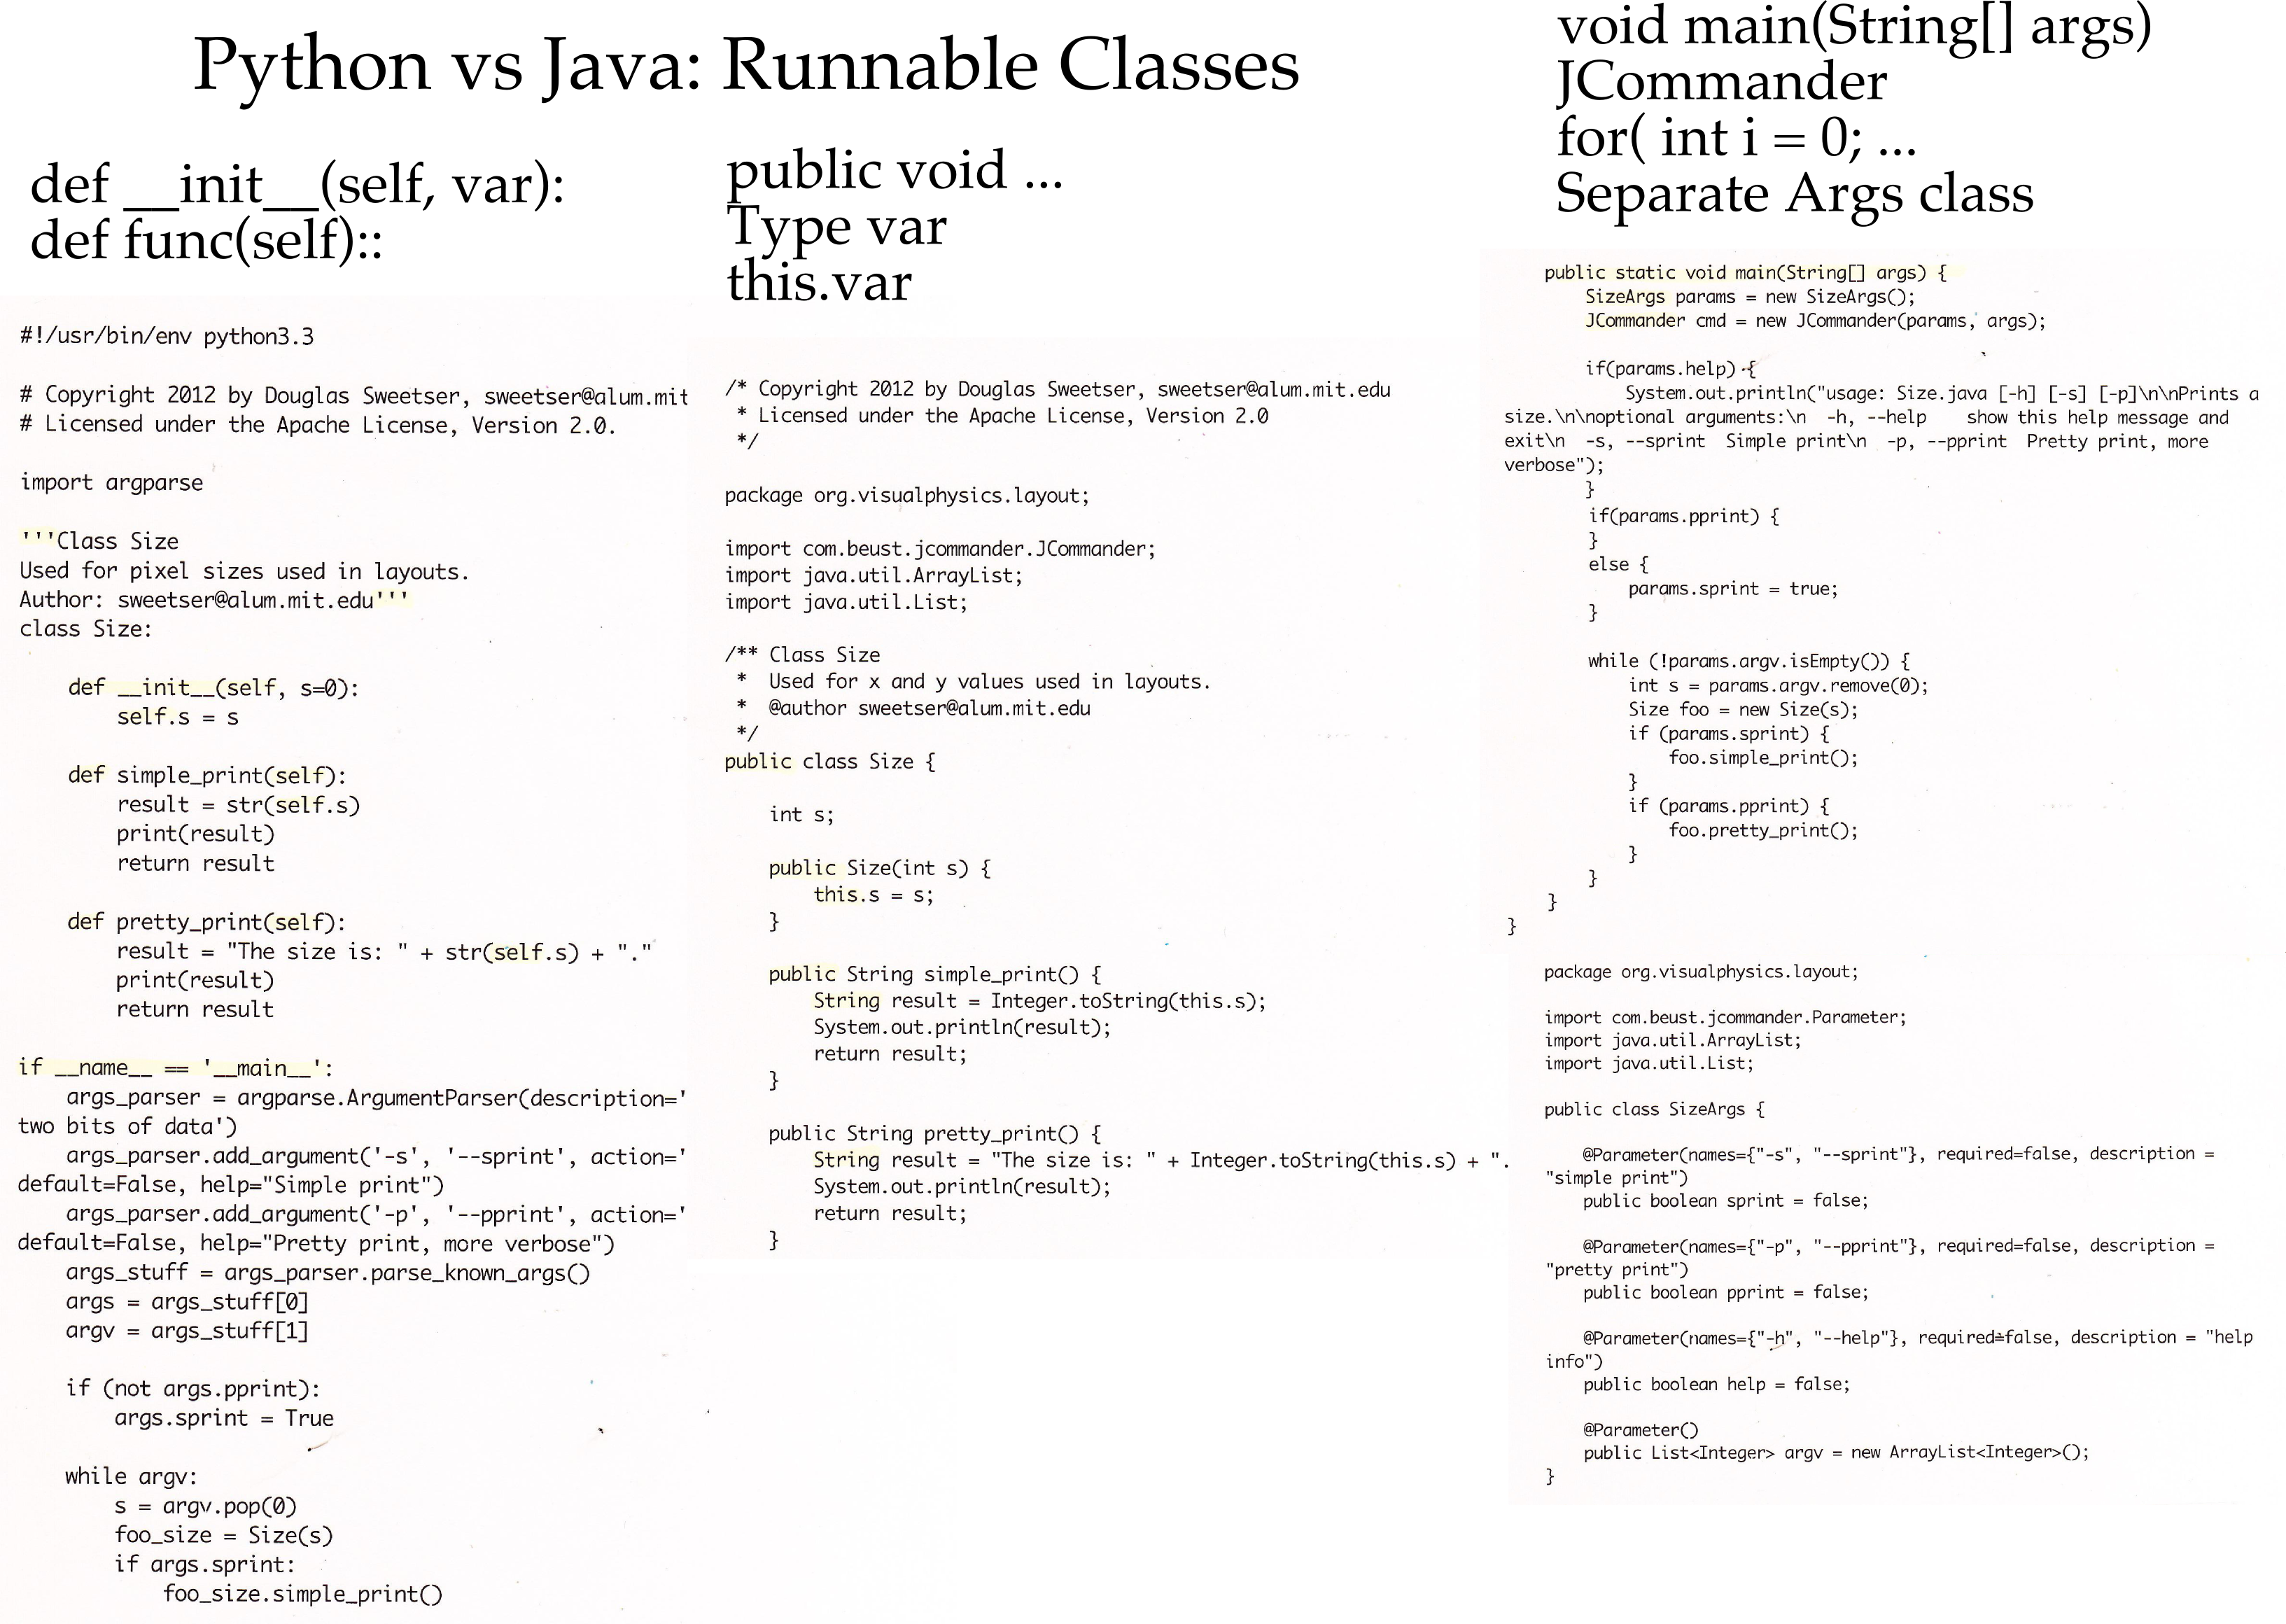 Python vs Java: Runnable Classes
def __init__(self, var):
def func(self)::
#!/usr/bin/env python3.3
# Copyright 2012 by Douglas Sweetser, sweetser@alum.mit
# Licensed under the Apache License, Version 2.0.
import argparse
'''Class Size
Used for pixel sizes used in layouts.
Author: sweetser@alum.mit.edu'''
class Size:
    def __init__(self, s=0):
        self.s = s
    def simple_print(self):
        result = str(self.s)
        print(result)
        return result
    def pretty_print(self):
        result = "The size is: " + str(self.s) + "."
        print(result)
        return result
if __name__ == '__main__':
    args_parser = argparse.ArgumentParser(description='
two bits of data')
    args_parser.add_argument('-s', '--sprint', action='
default=False, help="Simple print")
    args_parser.add_argument('-p', '--pprint', action='
default=False, help="Pretty print, more verbose")
    args_stuff = args_parser.parse_known_args()
    args = args_stuff[0]
    argv = args_stuff[1]
    if (not args.pprint):
        args.sprint = True
    while argv:
        s = argv.pop(0)
        foo_size = Size(s)
        if args.sprint:
            foo_size.simple_print()
public void ...
Type var
this.var
/* Copyright 2012 by Douglas Sweetser, sweetser@alum.mit.edu
 * Licensed under the Apache License, Version 2.0
 */
package org.visualphysics.layout;
import com.beust.jcommander.JCommander;
import java.util.ArrayList;
import java.util.List;
/** Class Size
 *  Used for x and y values used in layouts.
 *  @author sweetser@alum.mit.edu
 */
public class Size {
    int s;
    public Size(int s) {
        this.s = s;
    }
    public String simple_print() {
        String result = Integer.toString(this.s);
        System.out.println(result);
        return result;
    }
    public String pretty_print() {
        String result = "The size is: " + Integer.toString(this.s) + ".
        System.out.println(result);
        return result;
    }
void main(String[] args)
JCommander
for( int i = 0; ...
Separate Args class
    public static void main(String[] args) {
        SizeArgs params = new SizeArgs();
        JCommander cmd = new JCommander(params, args);
        if(params.help) {
            System.out.println("usage: Size.java [-h] [-s] [-p]\n\nPrints a
size.\n\noptional arguments:\n  -h, --help    show this help message and
exit\n  -s, --sprint  Simple print\n  -p, --pprint  Pretty print, more
verbose");
        }
        if(params.pprint) {
        }
        else {
            params.sprint = true;
        }
        while (!params.argv.isEmpty()) {
            int s = params.argv.remove(0);
            Size foo = new Size(s);
            if (params.sprint) {
                foo.simple_print();
            }
            if (params.pprint) {
                foo.pretty_print();
            }
        }
    }
}
package org.visualphysics.layout;
import com.beust.jcommander.Parameter;
import java.util.ArrayList;
import java.util.List;
public class SizeArgs {
    @Parameter(names={"-s", "--sprint"}, required=false, description =
"simple print")
    public boolean sprint = false;
    @Parameter(names={"-p", "--pprint"}, required=false, description =
"pretty print")
    public boolean pprint = false;
    @Parameter(names={"-h", "--help"}, required=false, description = "help
info")
    public boolean help = false;
    @Parameter()
    public List<Integer> argv = new ArrayList<Integer>();
}